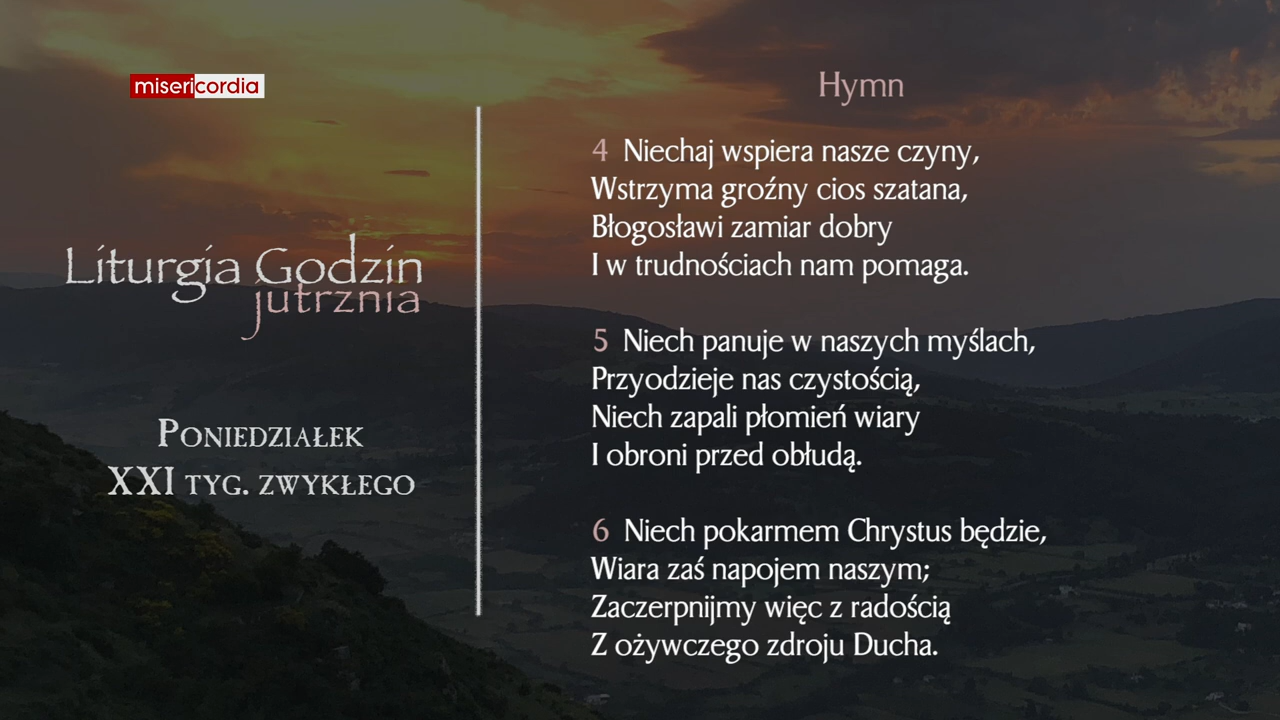 misericordia
Liturgia Godzin
jutrznia
Poniedziałek
XXI tyg. zwykłego
Hymn
4 Niechaj wspiera nasze czyny,
Wstrzyma groźny cios szatana,
Błogosławi zamiar dobry
I w trudnościach nam pomaga.
5 Niech panuje w naszych myślach,
Przyodzieje nas czystością,
Niech zapali płomień wiary
I obroni przed obłudą.
6 Niech pokarmem Chrystus będzie,
Wiara zaś napojem naszym;
Zaczerpnijmy więc z radością
Z ożywczego zdroju Ducha.